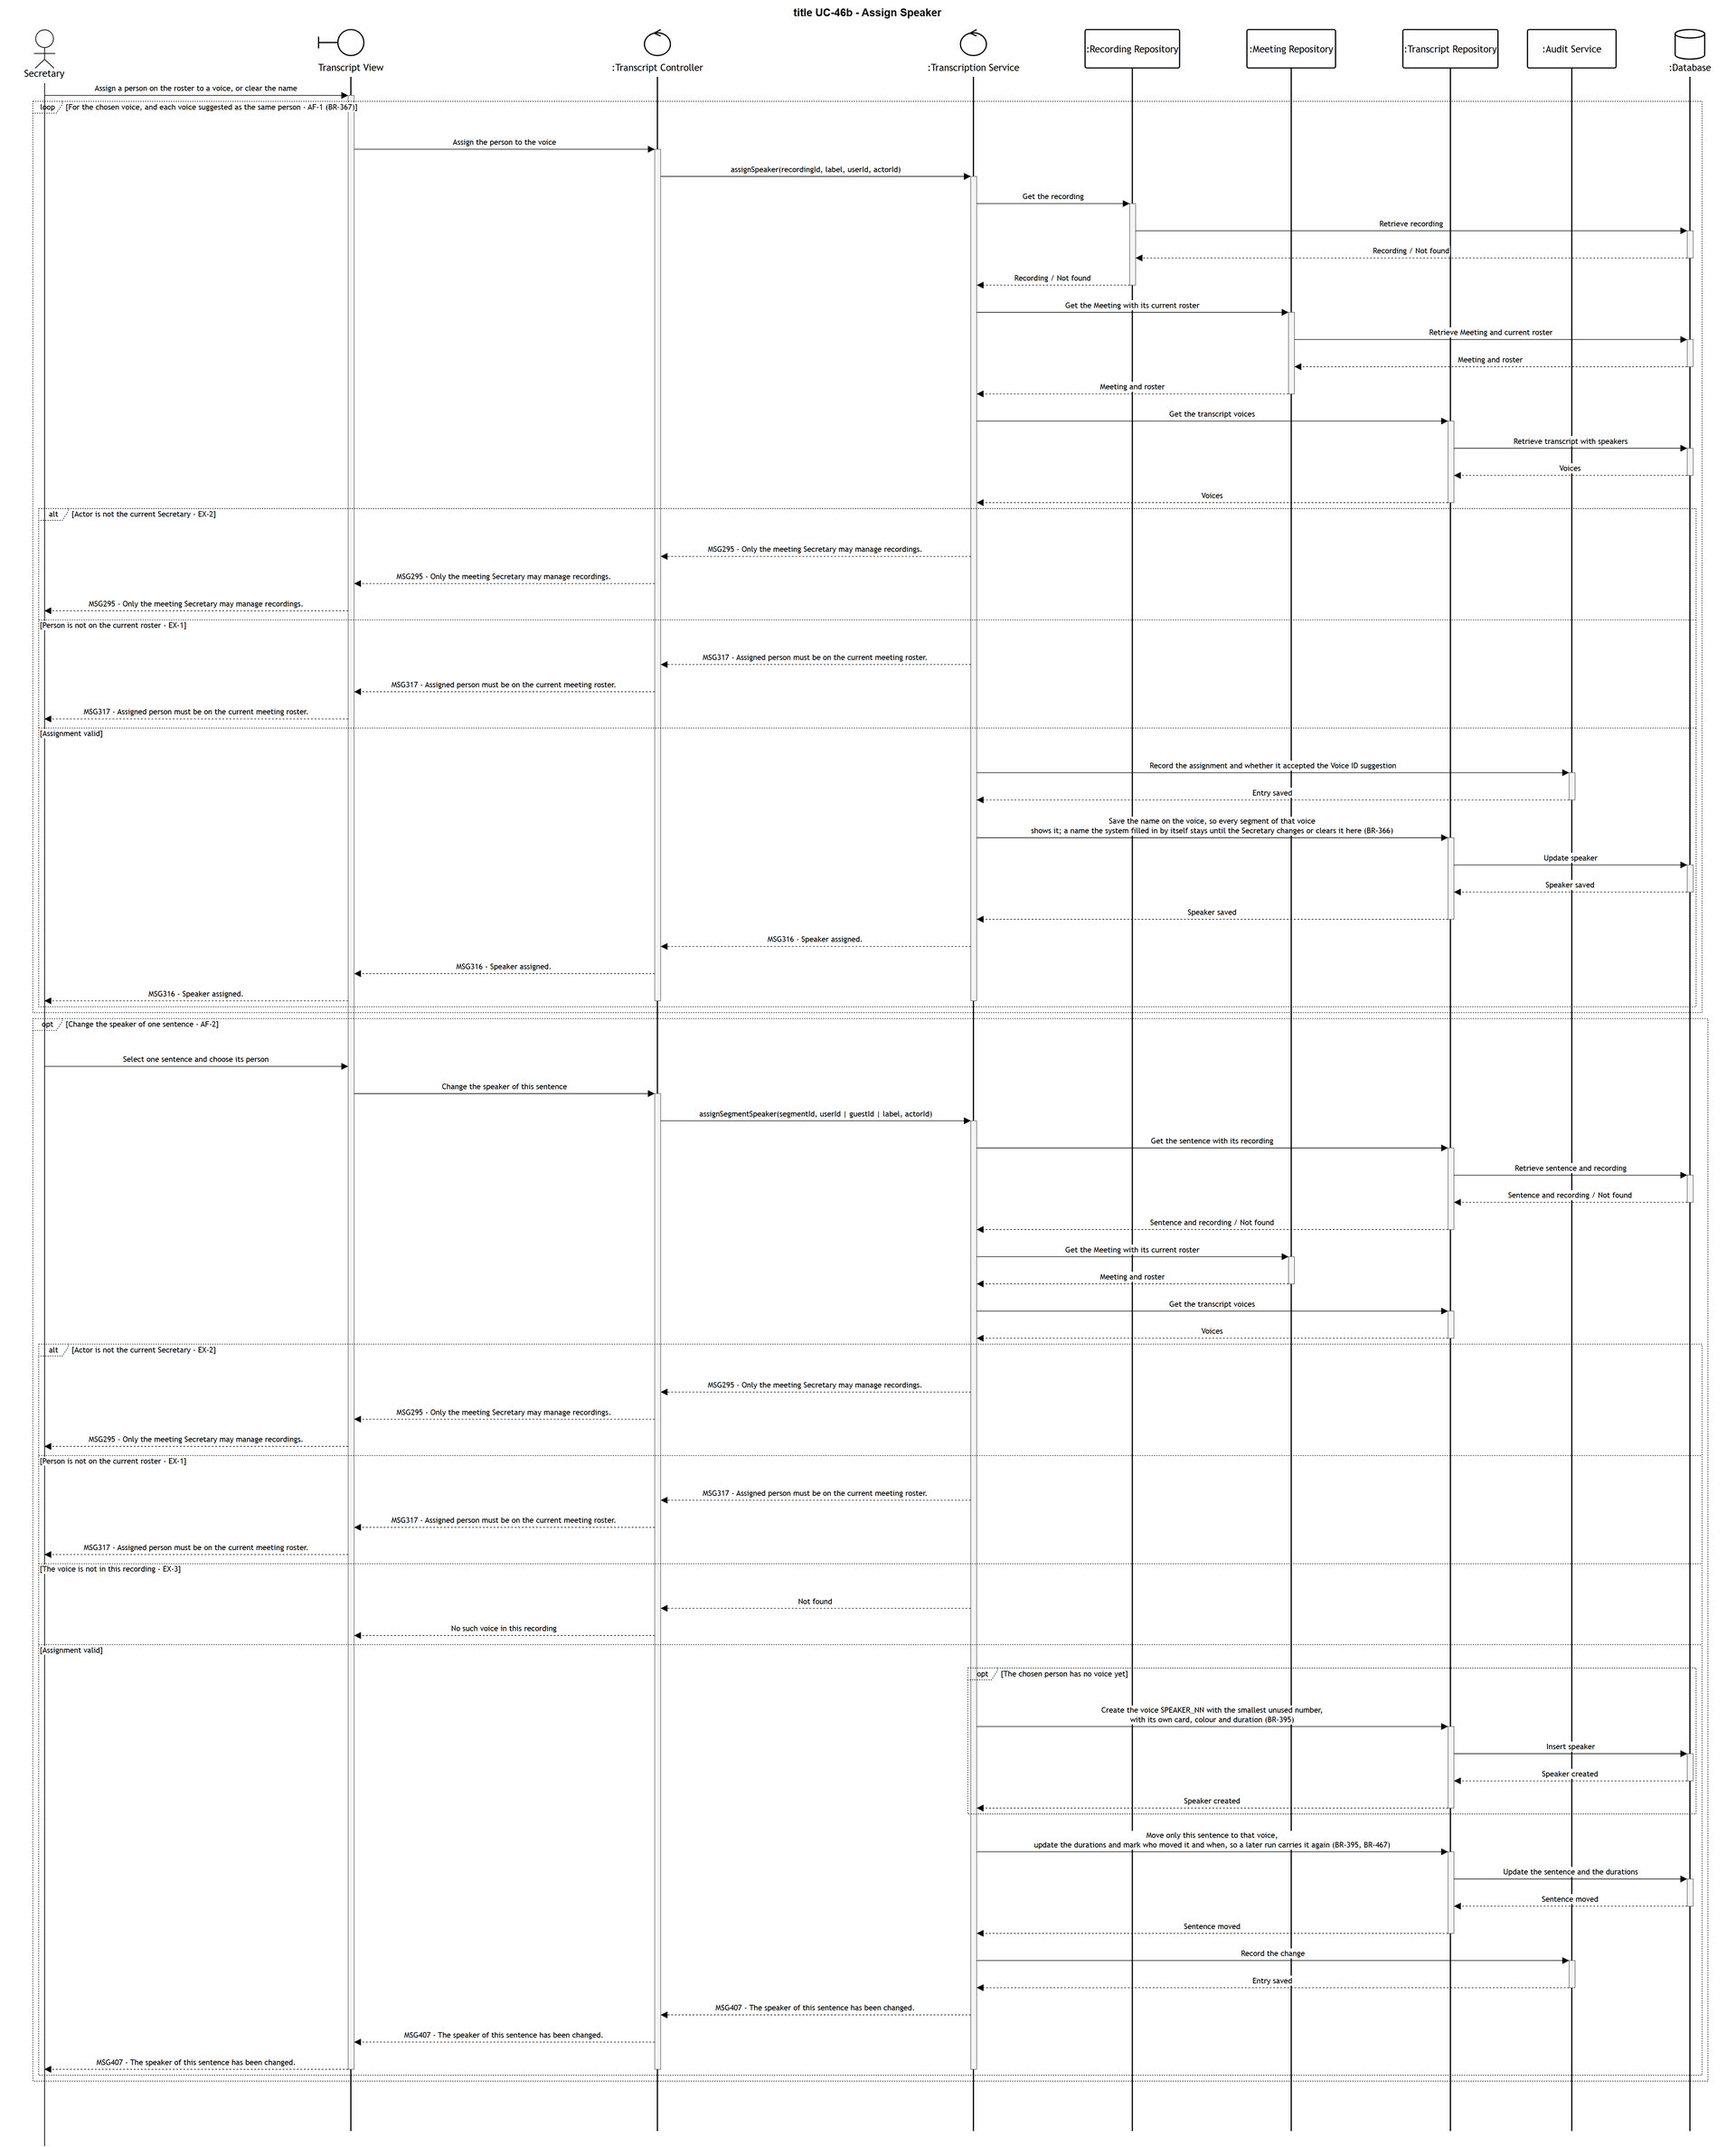 title UC-46b - Assign Speaker
Secretary
Transcript View
:Transcript Controller
:Transcription Service
:Recording Repository
:Meeting Repository
:Transcript Repository
:Audit Service
:Database
Assign a person on the roster to a voice, or clear the name
loop [For the chosen voice, and each voice suggested as the same person - AF-1 (BR-367)]
Assign the person to the voice
assignSpeaker(recordingId, label, userId, actorId)
Get the recording
Retrieve recording
Recording / Not found
Recording / Not found
Get the Meeting with its current roster
Retrieve Meeting and current roster
Meeting and roster
Meeting and roster
Get the transcript voices
Retrieve transcript with speakers
Voices
Voices
alt [Actor is not the current Secretary - EX-2]
MSG295 - Only the meeting Secretary may manage recordings.
MSG295 - Only the meeting Secretary may manage recordings.
MSG295 - Only the meeting Secretary may manage recordings.
[Person is not on the current roster - EX-1]
MSG317 - Assigned person must be on the current meeting roster.
MSG317 - Assigned person must be on the current meeting roster.
MSG317 - Assigned person must be on the current meeting roster.
[Assignment valid]
Record the assignment and whether it accepted the Voice ID suggestion
Entry saved
Save the name on the voice, so every segment of that voice
shows it; a name the system filled in by itself stays until the Secretary changes or clears it here (BR-366)
Update speaker
Speaker saved
Speaker saved
MSG316 - Speaker assigned.
MSG316 - Speaker assigned.
MSG316 - Speaker assigned.
opt [Change the speaker of one sentence - AF-2]
Select one sentence and choose its person
Change the speaker of this sentence
assignSegmentSpeaker(segmentId, userId | guestId | label, actorId)
Get the sentence with its recording
Retrieve sentence and recording
Sentence and recording / Not found
Sentence and recording / Not found
Get the Meeting with its current roster
Meeting and roster
Get the transcript voices
Voices
alt [Actor is not the current Secretary - EX-2]
MSG295 - Only the meeting Secretary may manage recordings.
MSG295 - Only the meeting Secretary may manage recordings.
MSG295 - Only the meeting Secretary may manage recordings.
[Person is not on the current roster - EX-1]
MSG317 - Assigned person must be on the current meeting roster.
MSG317 - Assigned person must be on the current meeting roster.
MSG317 - Assigned person must be on the current meeting roster.
[The voice is not in this recording - EX-3]
Not found
No such voice in this recording
[Assignment valid]
opt [The chosen person has no voice yet]
Create the voice SPEAKER_NN with the smallest unused number,
with its own card, colour and duration (BR-395)
Insert speaker
Speaker created
Speaker created
Move only this sentence to that voice,
update the durations and mark who moved it and when, so a later run carries it again (BR-395, BR-467)
Update the sentence and the durations
Sentence moved
Sentence moved
Record the change
Entry saved
MSG407 - The speaker of this sentence has been changed.
MSG407 - The speaker of this sentence has been changed.
MSG407 - The speaker of this sentence has been changed.